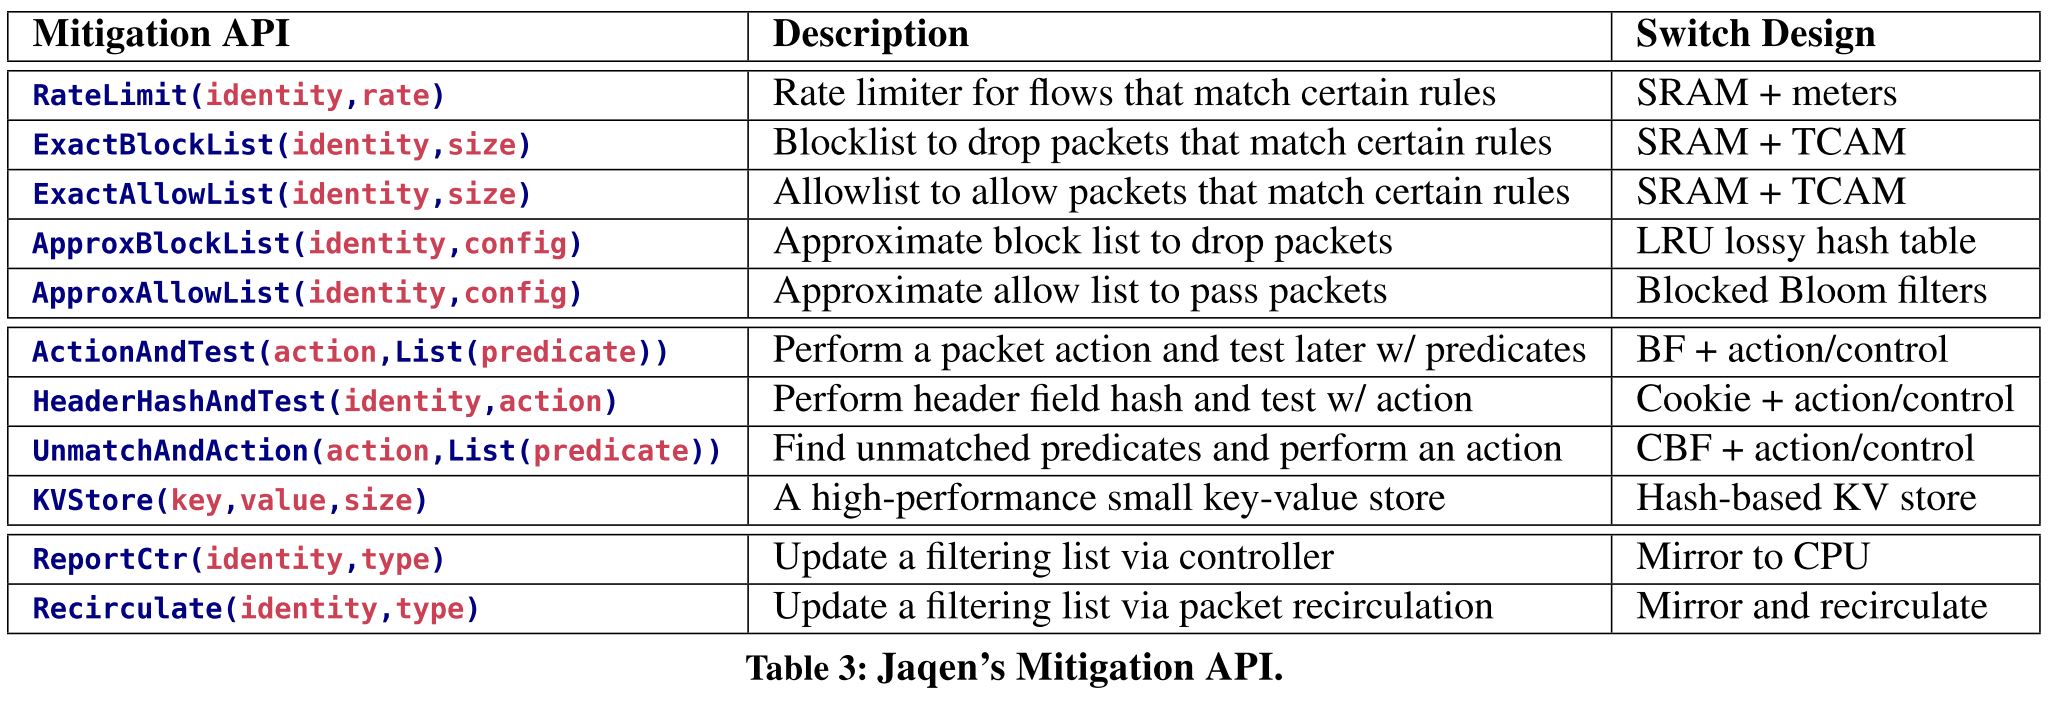 Mitigation API Description Switch Design
RateLimit(identity,rate) Rate limiter for flows that match certain rules SRAM + meters
ExactBlockList(identity,size) Blocklist to drop packets that match certain rules SRAM + TCAM
ExactAllowList(identity,size) Allowlist to allow packets that match certain rules SRAM + TCAM
ApproxBlockList(identity,config) Approximate block list to drop packets LRU lossy hash table
ApproxAllowList(identity,config) Approximate allow list to pass packets Blocked Bloom filters
ActionAndTest(action,List(predicate)) Perform a packet action and test later w/ predicates BF + action/control
HeaderHashAndTest(identity,action) Perform header field hash and test w/ action Cookie + action/control
UnmatchAndAction(action,List(predicate)) Find unmatched predicates and perform an action CBF + action/control
KVStore(key,value,size) A high-performance small key-value store Hash-based KV store
ReportCtr(identity,type) Update a filtering list via controller Mirror to CPU
Recirculate(identity,type) Update a filtering list via packet recirculation Mirror and recirculate
Table 3: Jaqen's Mitigation API.